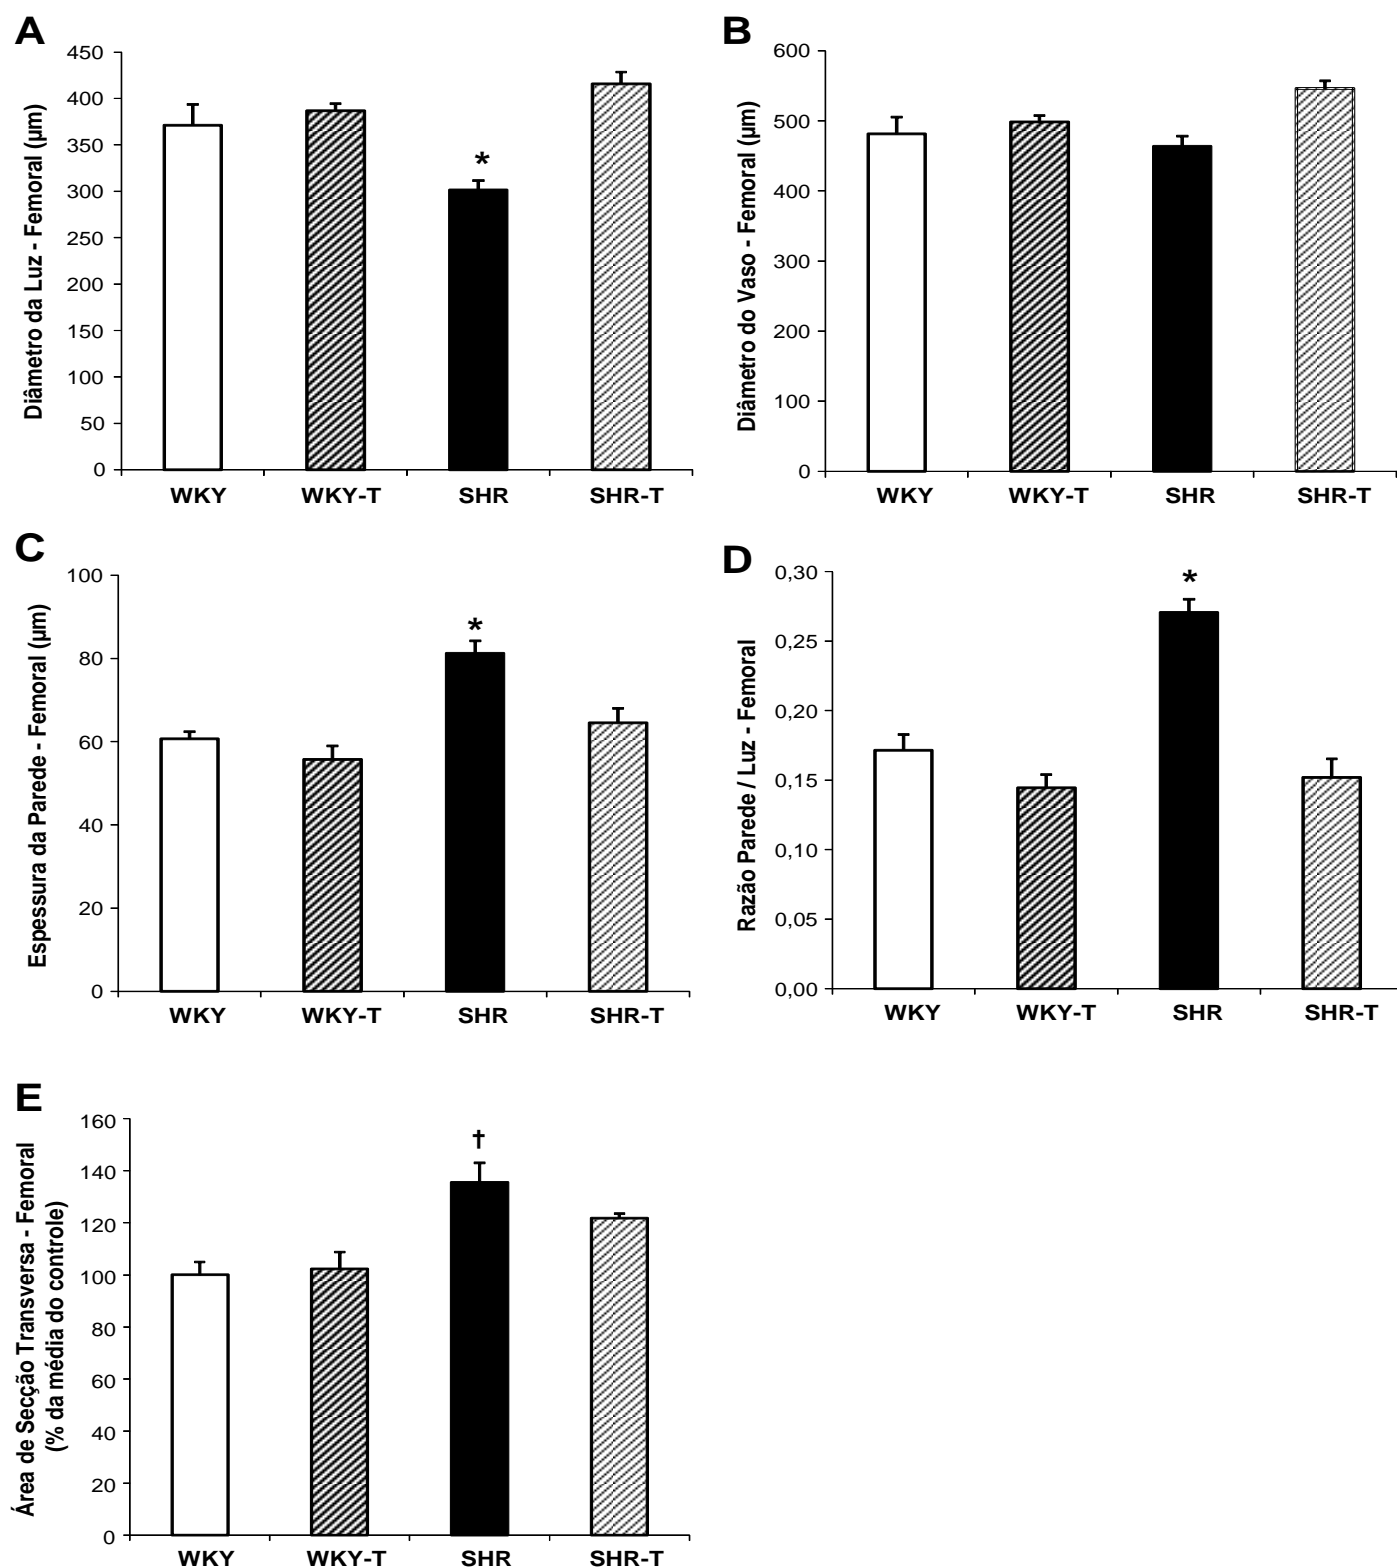 A
Diâmetro da Luz - Femoral (µm)
450
400
350
300
250
200
150
100
50
0
*
WKY WKY-T SHR SHR-T
B
Diâmetro do Vaso - Femoral (µm)
600
500
400
300
200
100
0
WKY WKY-T SHR SHR-T
C
Espessura da Parede - Femoral (µm)
100
80
60
40
20
0
*
WKY WKY-T SHR SHR-T
D
Razão Parede / Luz - Femoral
0,30
0,25
0,20
0,15
0,10
0,05
0,00
*
WKY WKY-T SHR SHR-T
E
Área de Secção Transversa - Femoral
(% da média do controle)
160
140
120
100
80
60
40
20
0
†
WKY WKY-T SHR SHR-T